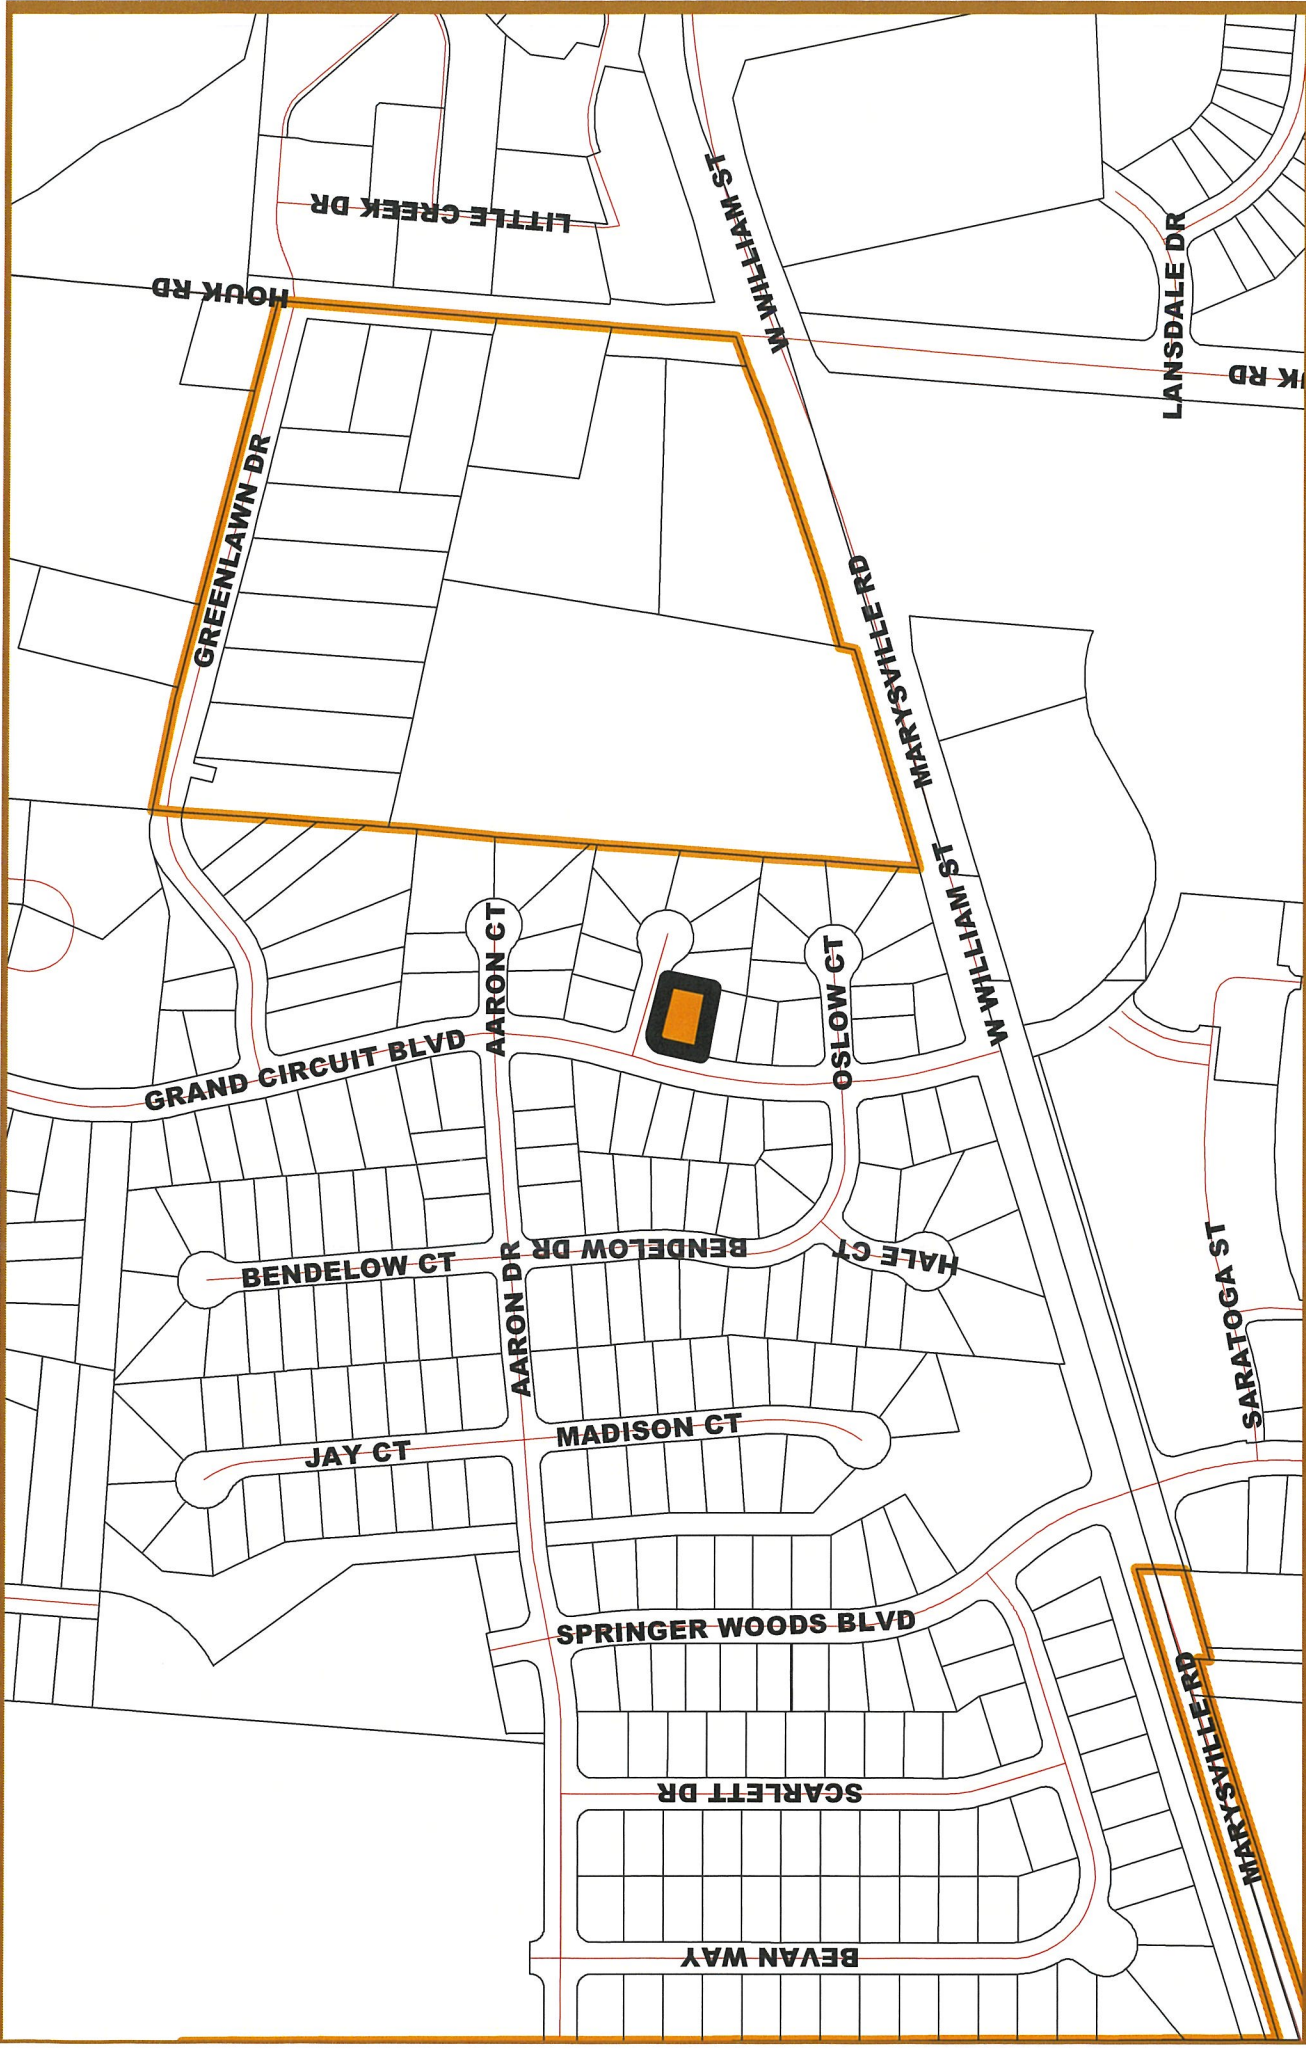 LITTLE CREEK DR
W WILLIAM ST
LANSDALE DR
HOUK RD
UK RD
GREENLAWN DR
MARYSVILLE RD
W WILLIAM ST
AARON CT
OSLOW CT
GRAND CIRCUIT BLVD
BENDELOW CT
BENDELOW DR
HALE CT
AARON DR
SARATOGA ST
JAY CT
MADISON CT
SPRINGER WOODS BLVD
MARYSVILLE RD
SCARLETT DR
BEVAN WAY